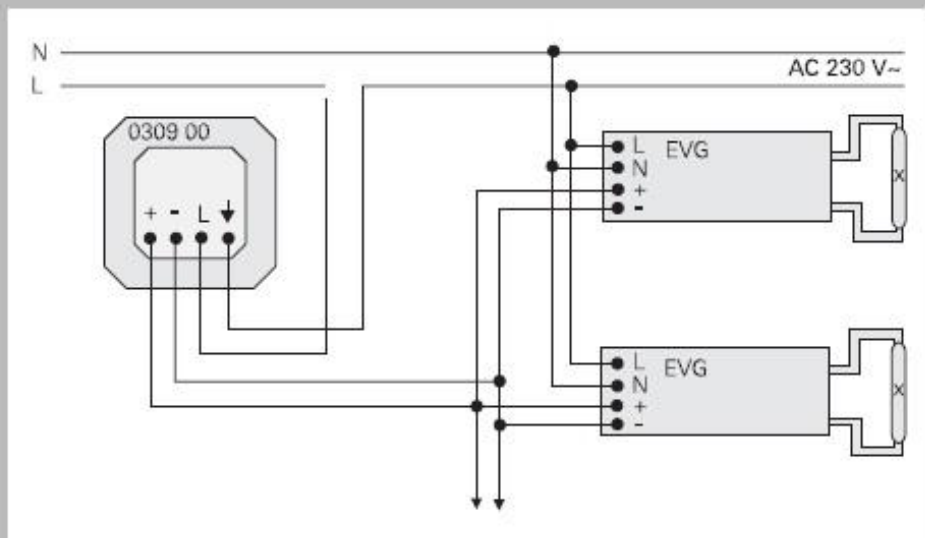 N
AC 230 V~
L
0309 00
+ - L ↓
L EVG
N
+
-
x
L EVG
N
+
-
x